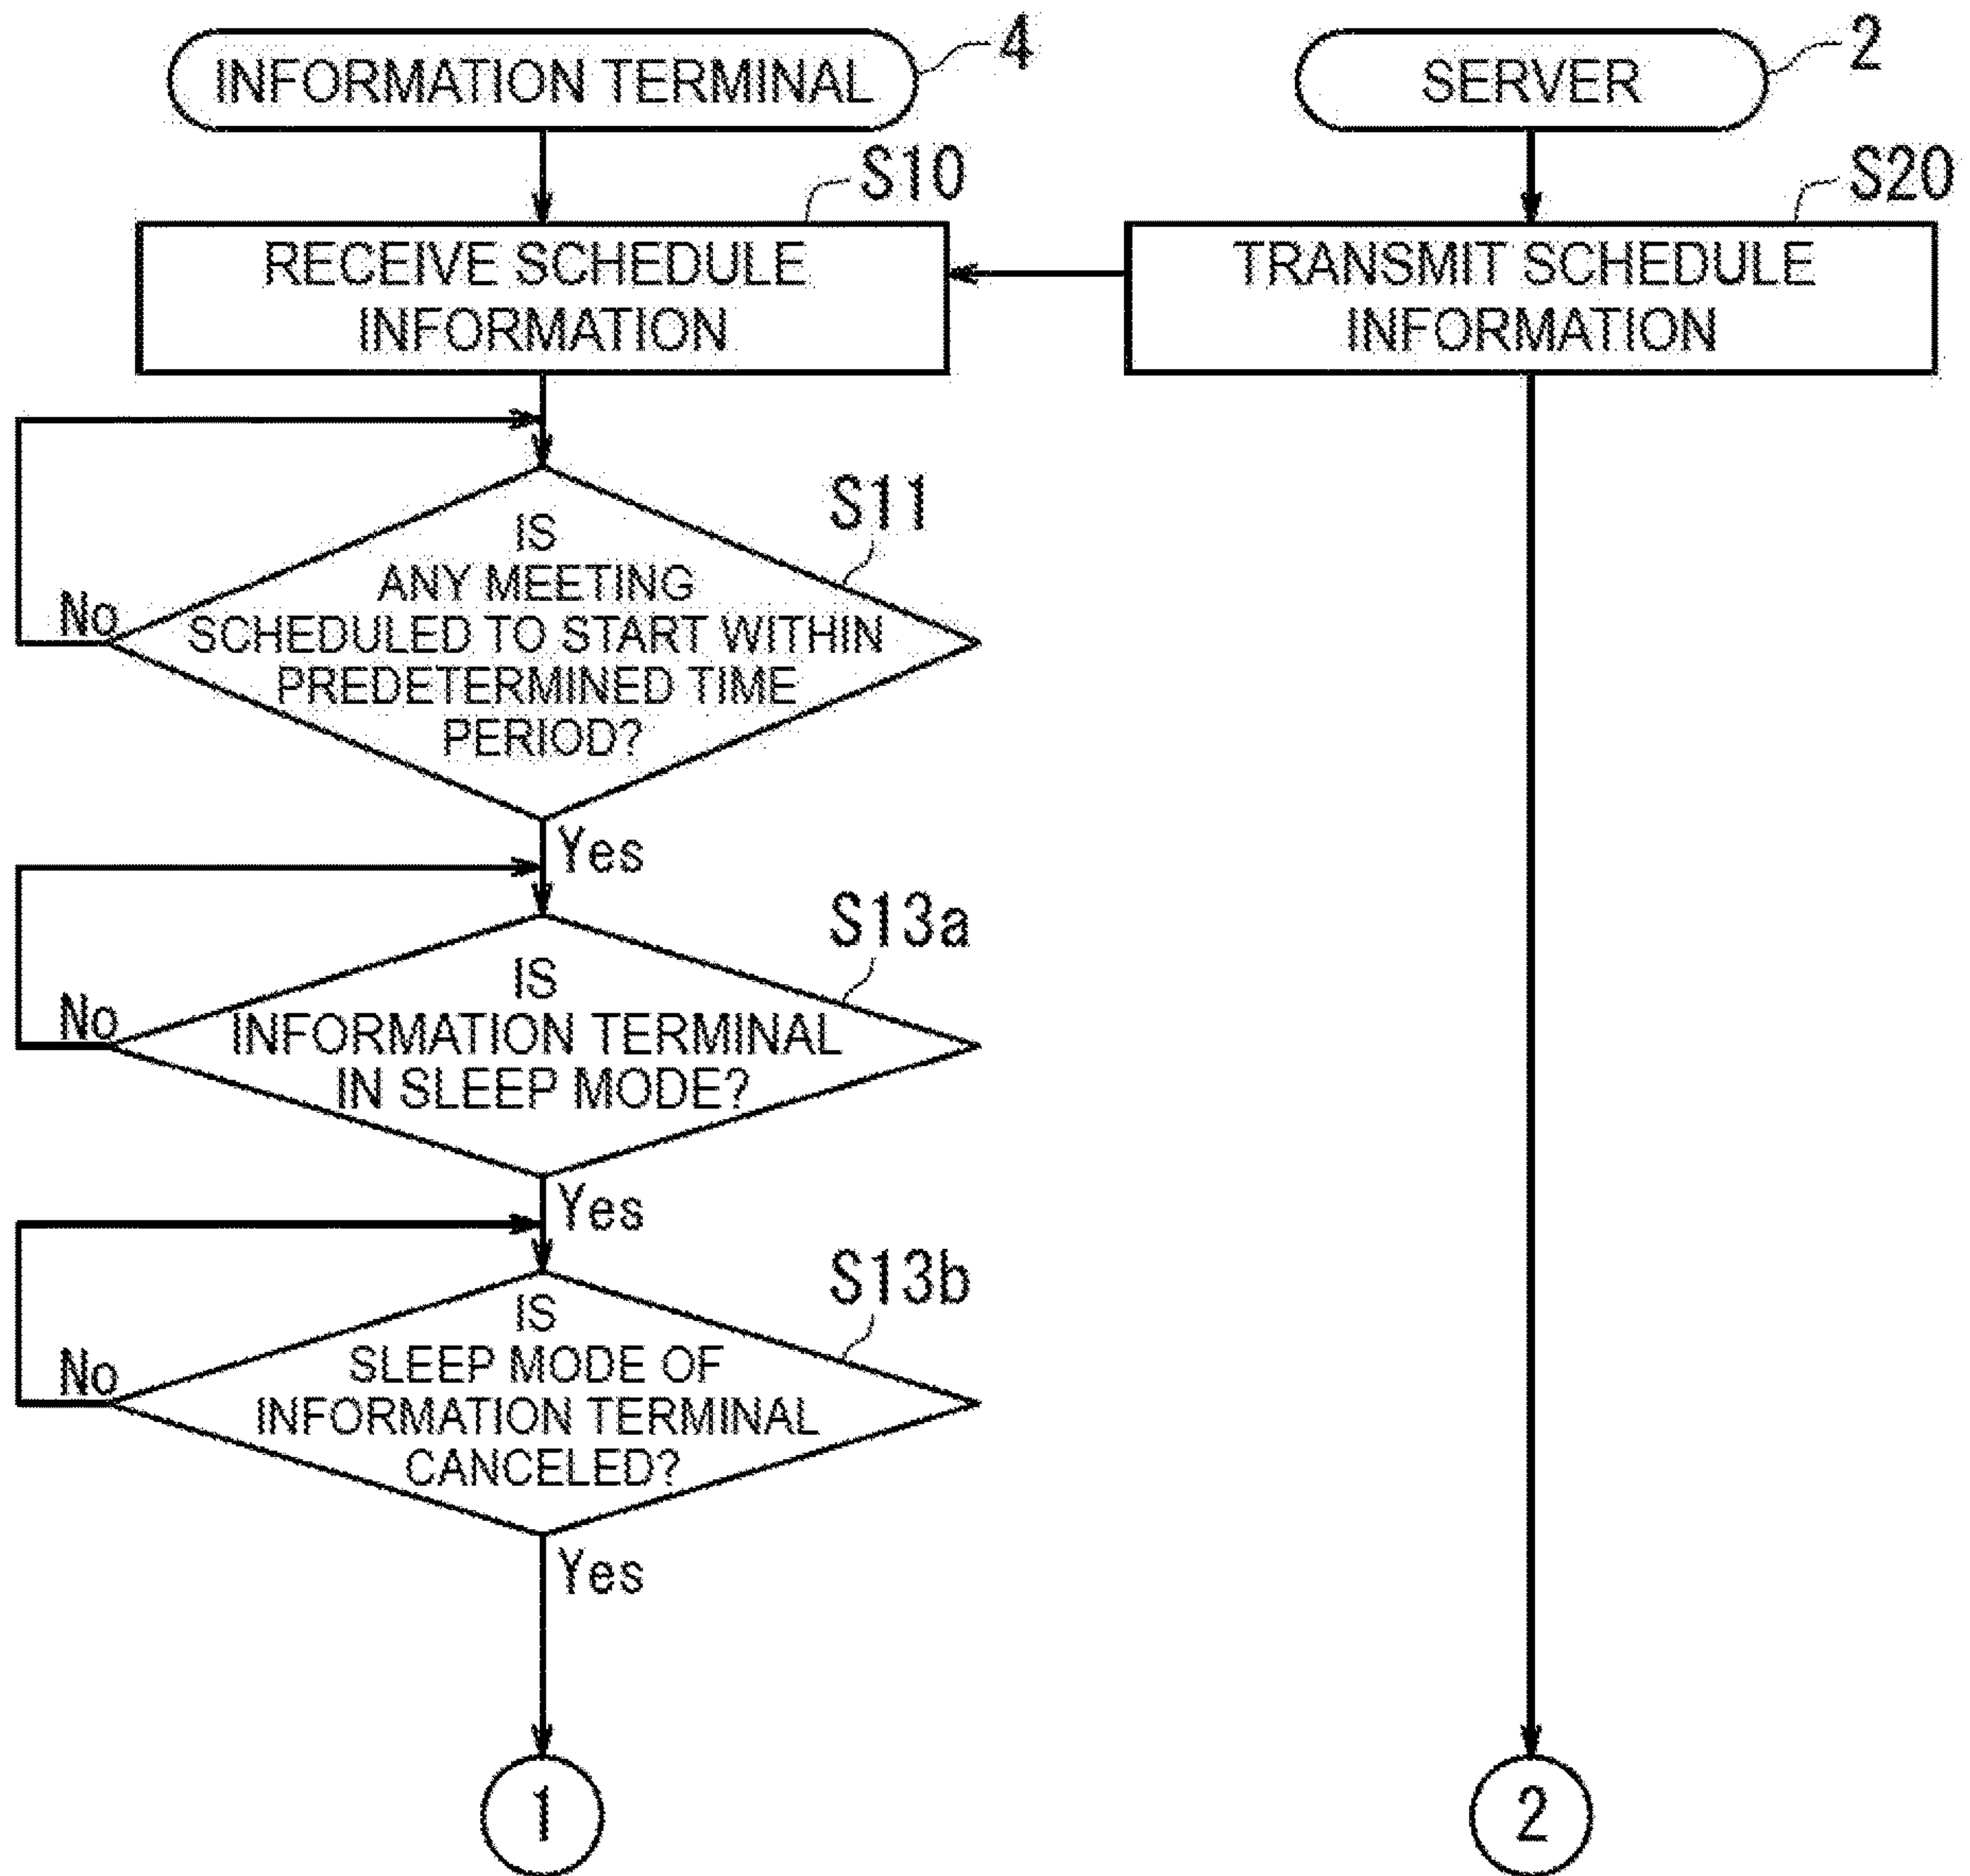 INFORMATION TERMINAL
4
SERVER
2
S10
RECEIVE SCHEDULE
INFORMATION
S20
TRANSMIT SCHEDULE
INFORMATION
S11
IS
ANY MEETING
SCHEDULED TO START WITHIN
PREDETERMINED TIME
PERIOD?
No
Yes
S13a
IS
INFORMATION TERMINAL
IN SLEEP MODE?
No
Yes
S13b
IS
SLEEP MODE OF
INFORMATION TERMINAL
CANCELED?
No
Yes
1
2